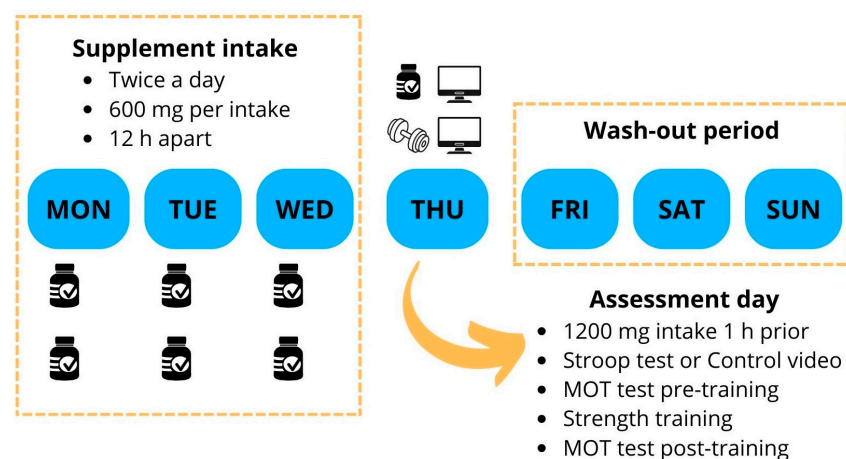 Supplement intake
• Twice a day
• 600 mg per intake
• 12 h apart
Wash-out period
MON
TUE
WED
THU
FRI
SAT
SUN
Assessment day
• 1200 mg intake 1 h prior
• Stroop test or Control video
• MOT test pre-training
• Strength training
• MOT test post-training